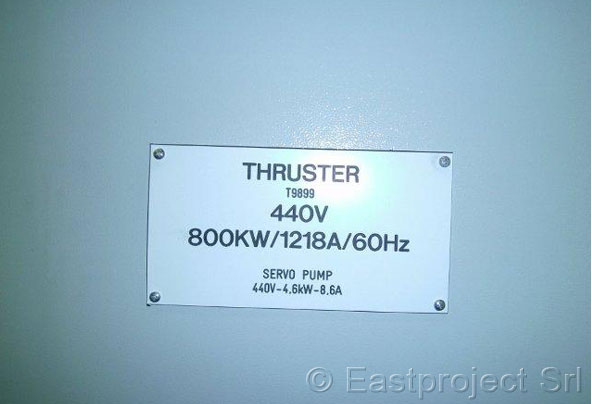 THRUSTER
T9899
440V
800KW/1218A/60Hz
SERVO PUMP
440V-4,6kW-8,6A
© Eastproject Srl